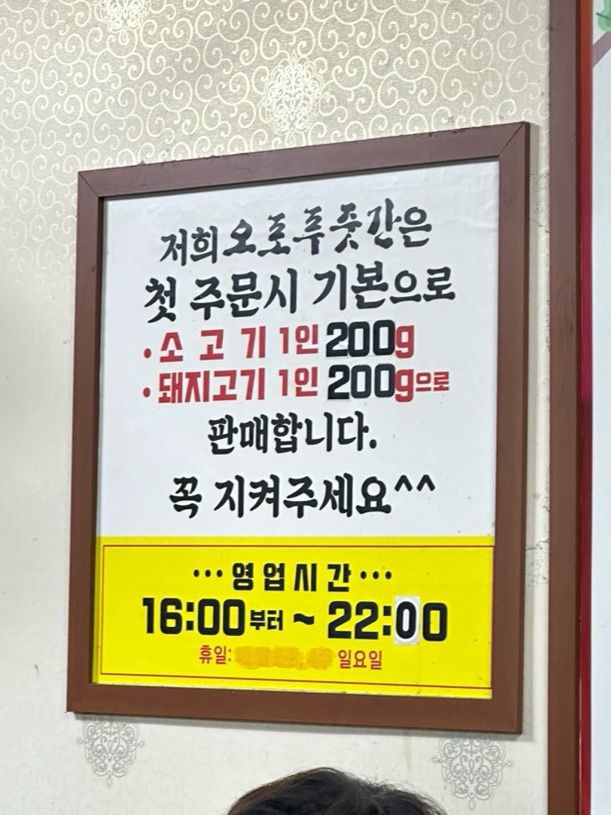 저희 오포푸줏간은
첫 주문시 기본으로
• 소 고 기 1인 200g
• 돼지고기 1인 200g으로
판매합니다.
꼭 지켜주세요^^
··· 영 업 시 간 ···
16:00부터 ~ 22:00
휴일: 일요일